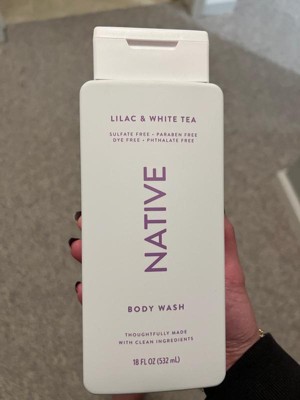 LILAC & WHITE TEA
SULFATE FREE • PARABEN FREE
DYE FREE • PHTHALATE FREE
NATIVE
BODY WASH
THOUGHTFULLY MADE
WITH CLEAN INGREDIENTS
18 FL OZ (532 mL)